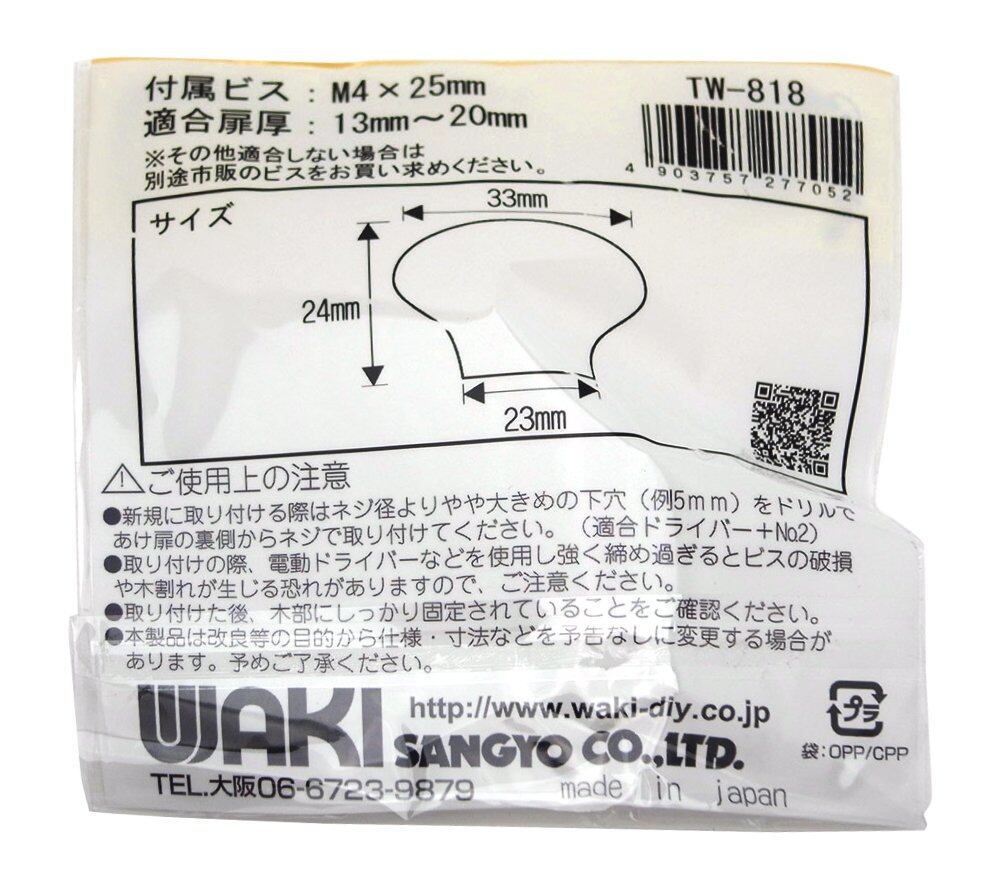 付属ビス：M4×25mm
適合扉厚：13mm～20mm
※その他適合しない場合は
別途市販のビスをお買い求めください。
TW-818
4 903757 277052
サイズ
33mm
24mm
23mm
⚠ご使用上の注意
●新規に取り付ける際はネジ径よりやや大きめの下穴（例5mm）をドリルで
あけ扉の裏側からネジで取り付けてください。（適合ドライバー＋No.2）
●取り付けの際、電動ドライバーなどを使用し強く締め過ぎるとビスの破損
や木割れが生じる恐れがありますので、ご注意ください。
●取り付けた後、木部にしっかり固定されていることをご確認ください。
●本製品は改良等の目的から仕様・寸法などを予告なしに変更する場合が
あります。予めご了承ください。
WAKI
http://www.waki-diy.co.jp
SANGYO CO.,LTD.
TEL.大阪06-6723-9879
made in japan
プラ
袋:OPP/CPP